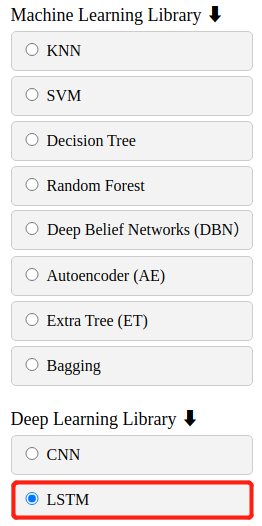 Machine Learning Library ⬇
KNN
SVM
Decision Tree
Random Forest
Deep Belief Networks (DBN）
Autoencoder (AE)
Extra Tree (ET)
Bagging
Deep Learning Library ⬇
CNN
LSTM